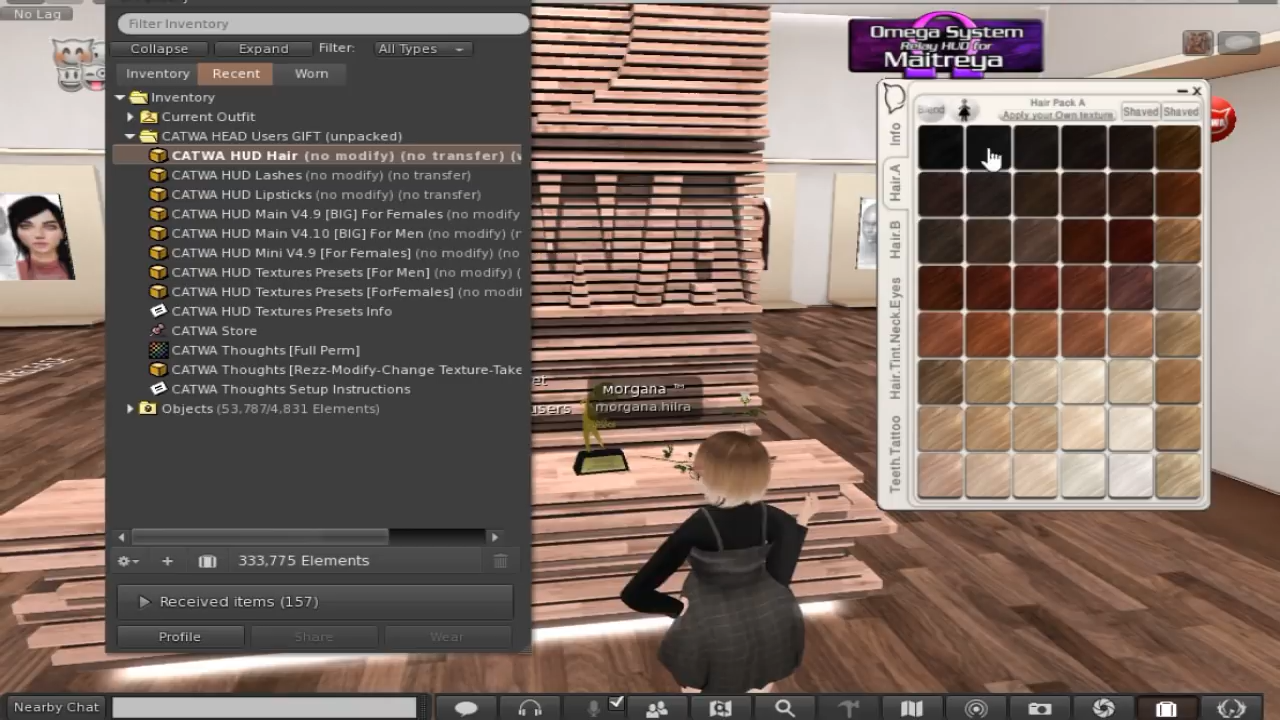 No Lag
Filter Inventory
Collapse
Expand
Filter:
All Types
Inventory
Recent
Worn
Inventory
Current Outfit
CATWA HEAD Users GIFT (unpacked)
CATWA HUD Hair (no modify) (no transfer) (
CATWA HUD Lashes (no modify) (no transfer)
CATWA HUD Lipsticks (no modify) (no transfer)
CATWA HUD Main V4.9 [BIG] For Females (no modify
CATWA HUD Main V4.10 [BIG] For Men (no modify) (
CATWA HUD Mini V4.9 [For Females] (no modify) (no
CATWA HUD Textures Presets [For Men] (no modify) (
CATWA HUD Textures Presets [ForFemales] (no modi
CATWA HUD Textures Presets Info
CATWA Store
CATWA Thoughts [Full Perm]
CATWA Thoughts [Rezz-Modify-Change Texture-Take
CATWA Thoughts Setup Instructions
Objects (53,787/4,831 Elements)
333,775 Elements
Received items (157)
Profile
Share
Wear
Nearby Chat
et
users
Morgana ™
morgana.hilra
Omega System
Relay HUD for
Maitreya
Blend
Hair Pack A
Apply your Own texture
Shaved
Shaved
Info
Hair.A
Hair.B
Hair.Tint.Neck.Eyes
Teeth.Tattoo